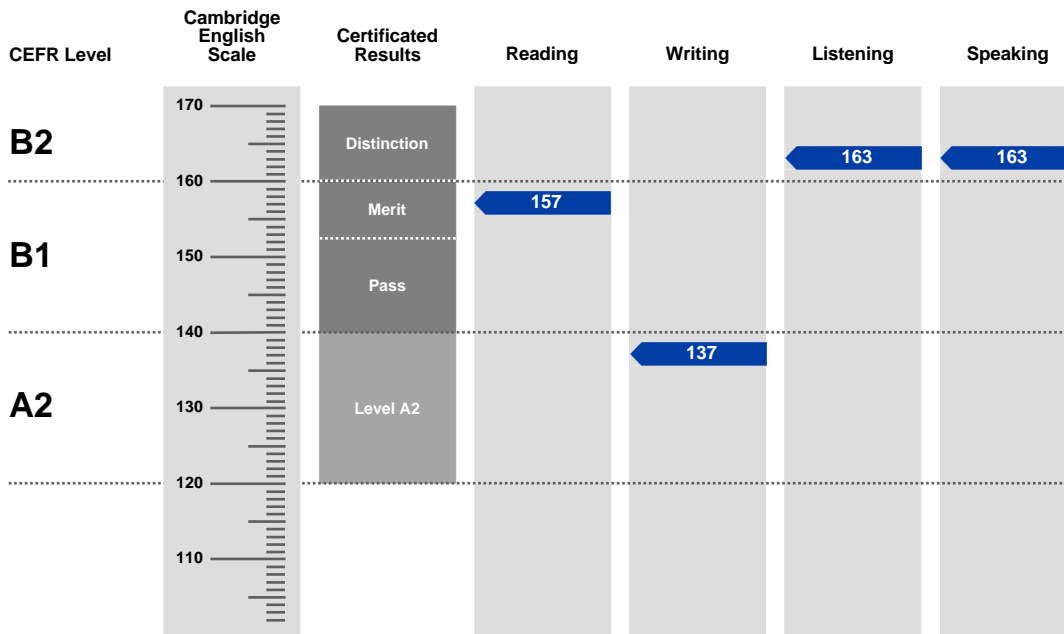 CEFR Level
Cambridge
English
Scale
Certificated
Results
Reading
Writing
Listening
Speaking
170
B2
Distinction
163
163
160
157
Merit
B1
150
Pass
140
137
A2
130
Level A2
120
110